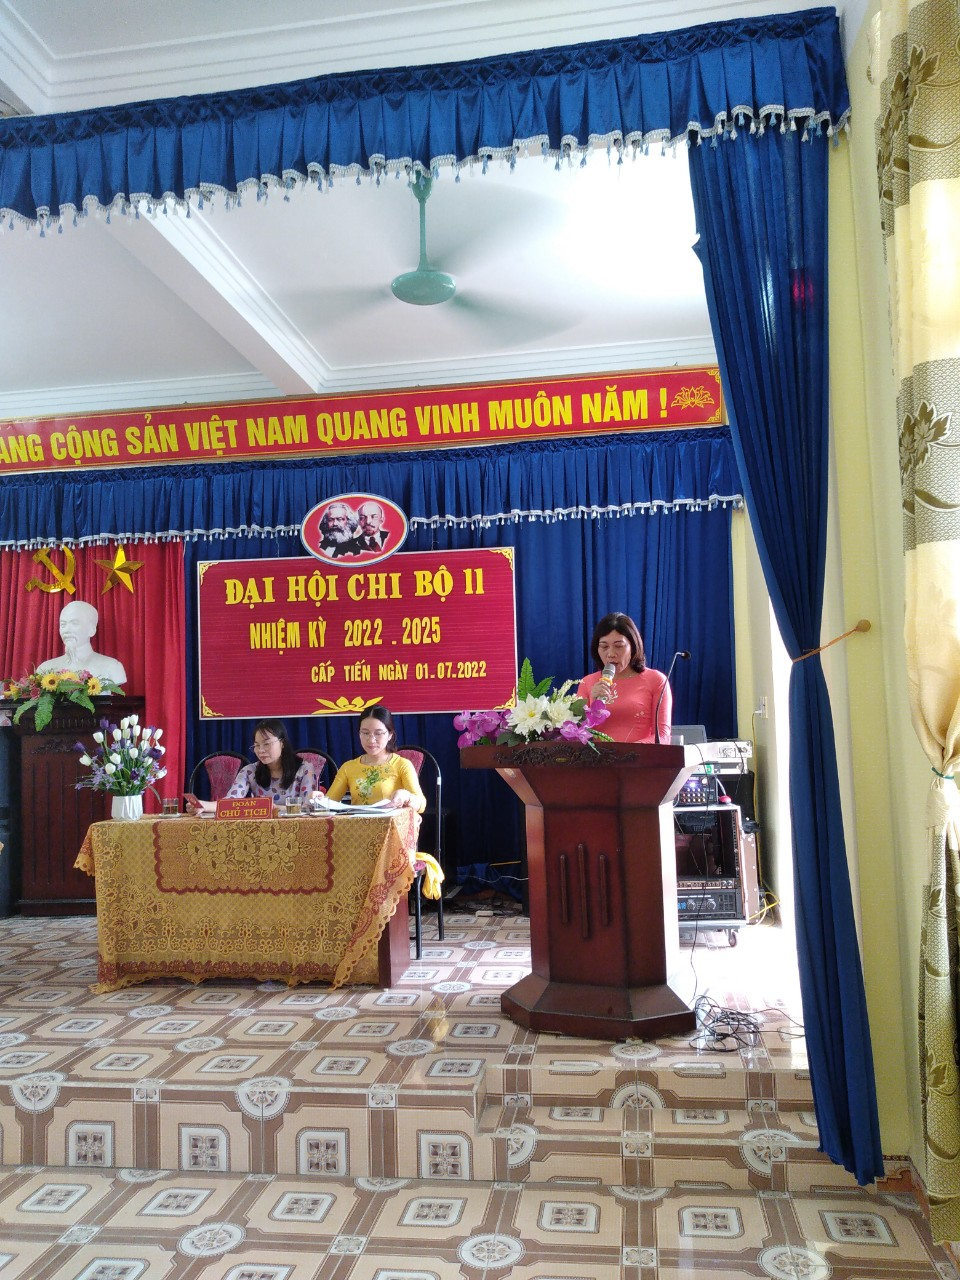 ẢNG CỘNG SẢN VIỆT NAM QUANG VINH MUÔN NĂM !
ĐẠI HỘI CHI BỘ 11
NHIỆM KỲ 2022 - 2025
CẤP TIẾN NGÀY 01.07.2022
ĐOÀN
CHỦ TỊCH